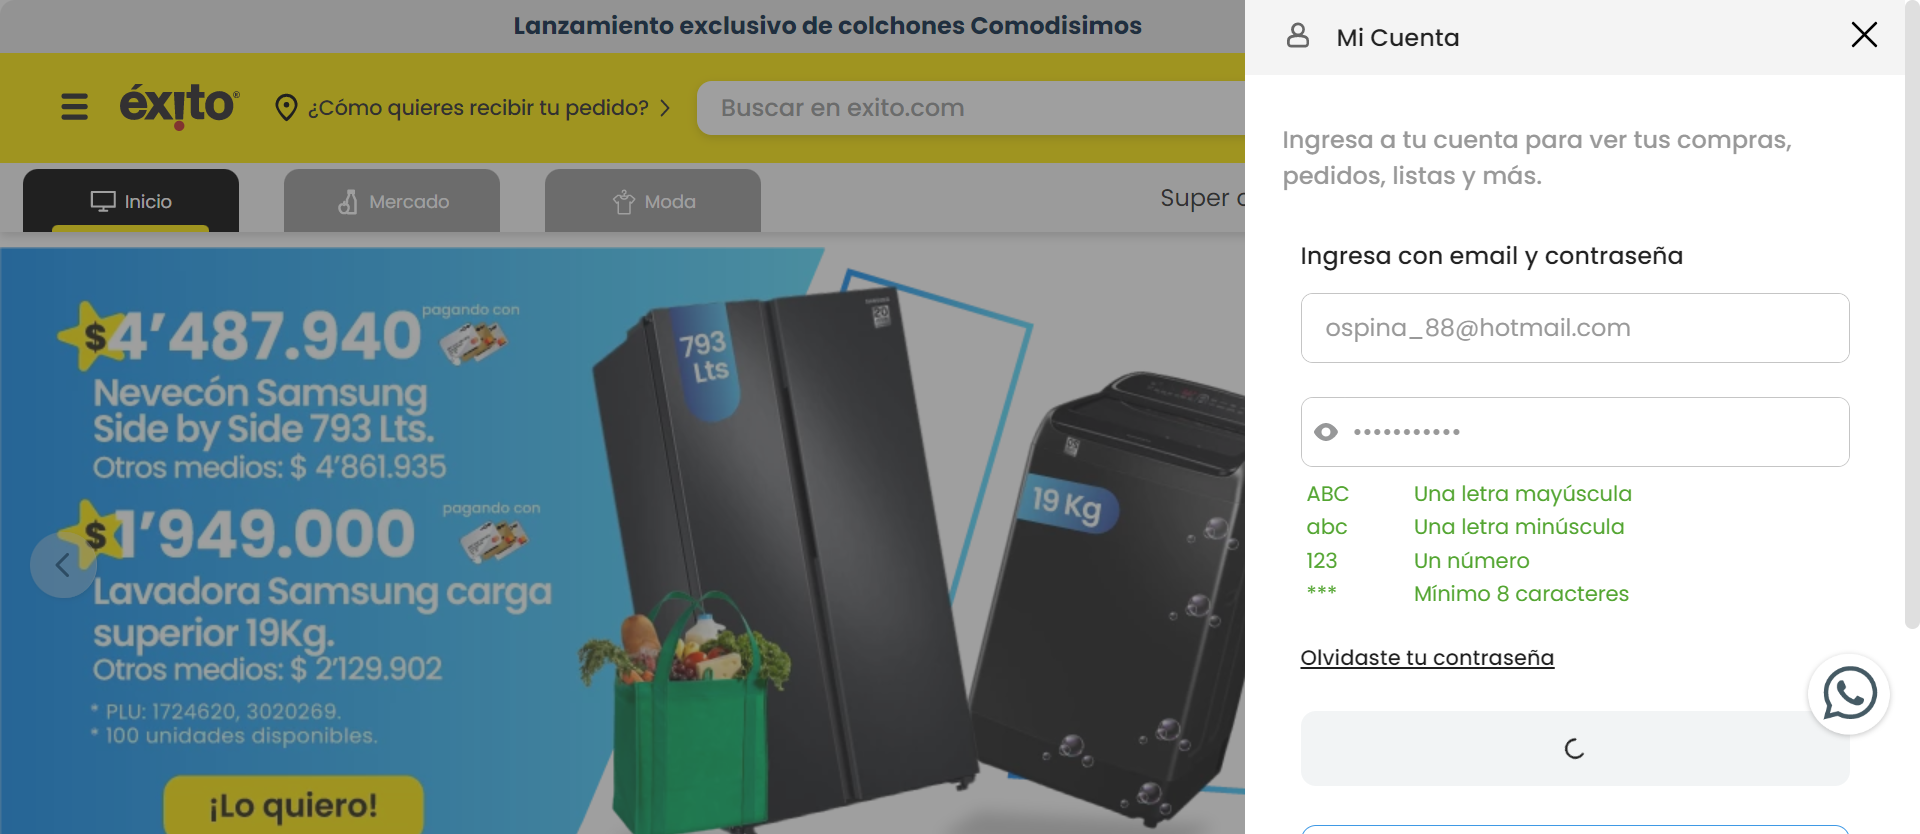 Lanzamiento exclusivo de colchones Comodisimos
éxito®
¿Cómo quieres recibir tu pedido?
Buscar en exito.com
Inicio
Mercado
Moda
Super
$4'487.940
pagando con
Nevecón Samsung
Side by Side 793 Lts.
Otros medios: $ 4'861.935
$1'949.000
pagando con
Lavadora Samsung carga
superior 19Kg.
Otros medios: $ 2'129.902
* PLU: 1724620, 3020269.
* 100 unidades disponibles.
¡Lo quiero!
793
Lts
19 Kg
Mi Cuenta
Ingresa a tu cuenta para ver tus compras,
pedidos, listas y más.
Ingresa con email y contraseña
ospina_88@hotmail.com
•••••••••••
ABC Una letra mayúscula
abc Una letra minúscula
123 Un número
*** Mínimo 8 caracteres
Olvidaste tu contraseña